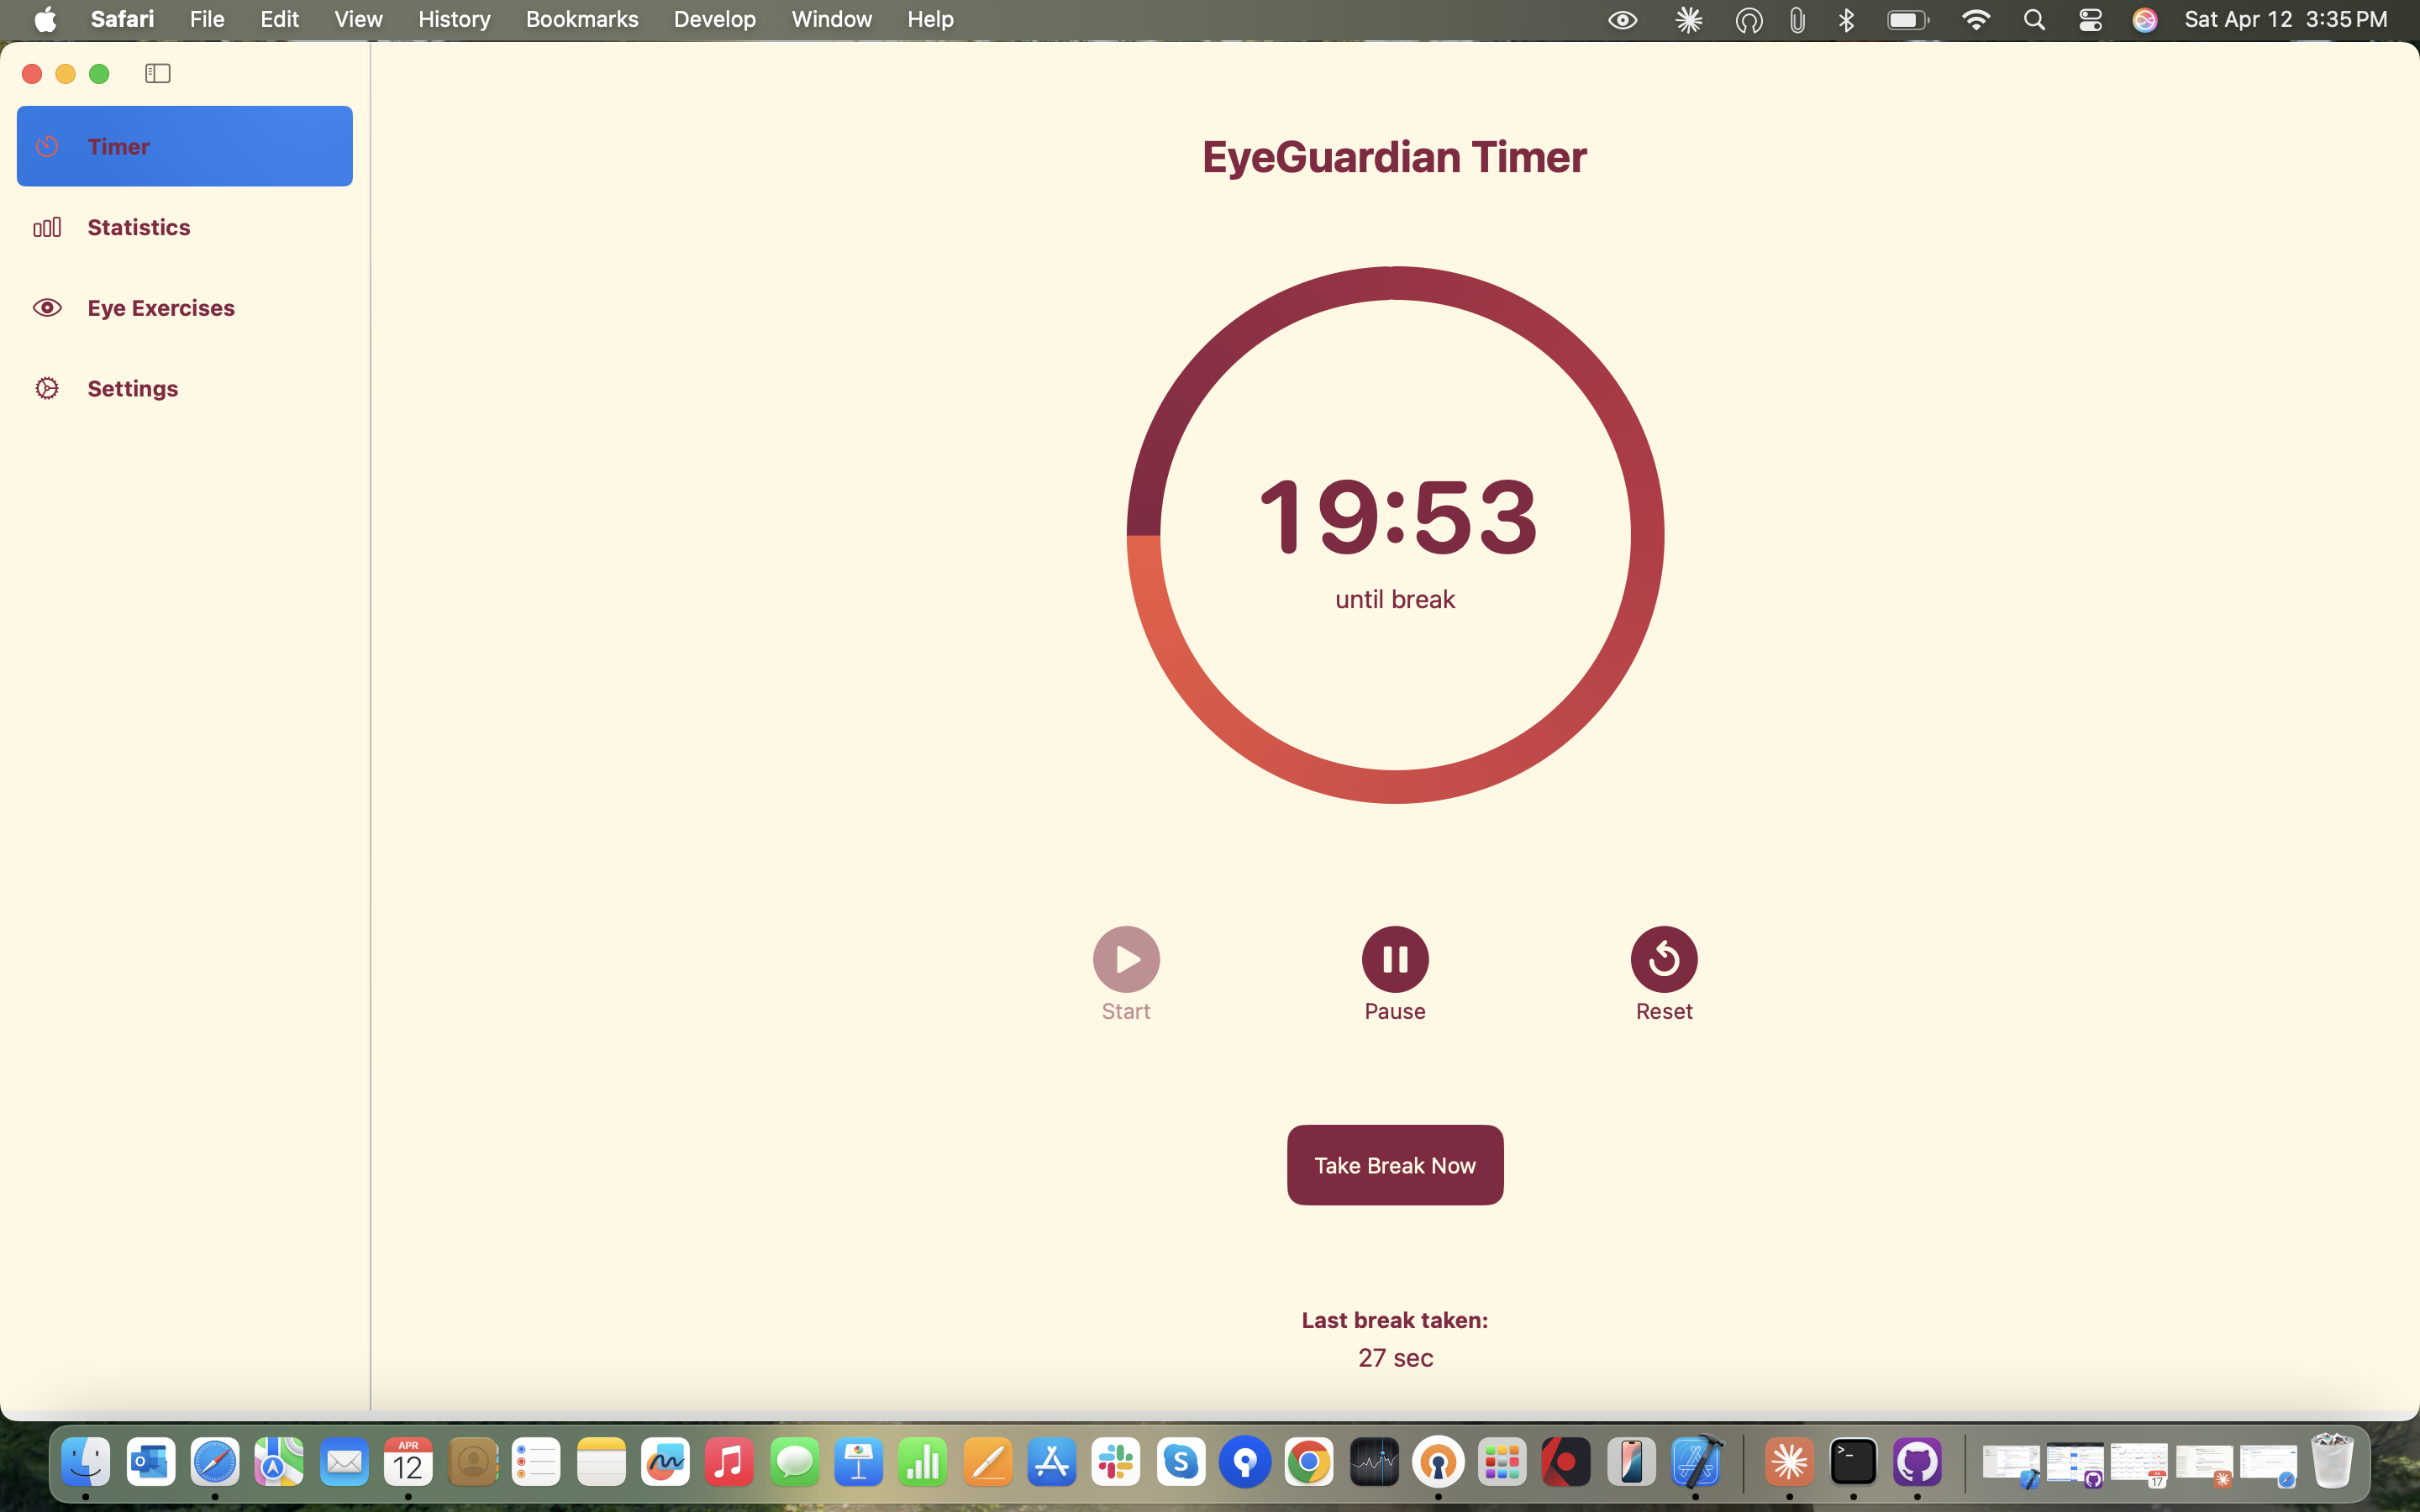 Safari File Edit View History Bookmarks Develop Window Help Sat Apr 12 3:35 PM
Timer
Statistics
Eye Exercises
Settings
EyeGuardian Timer
19:53
until break
Start Pause Reset
Take Break Now
Last break taken:
27 sec
APR
12
17